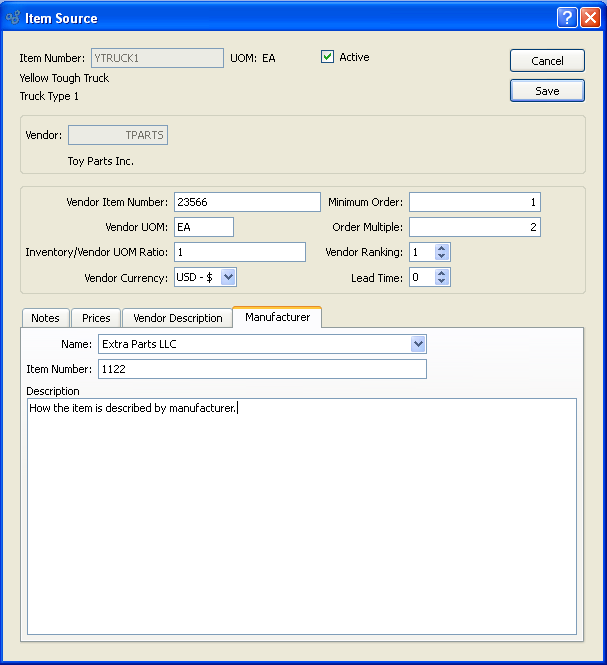 Item Source
Item Number: YTRUCK1 UOM: EA Active
Cancel
Yellow Tough Truck
Truck Type 1
Save
Vendor: TPARTS
Toy Parts Inc.
Vendor Item Number: 23566 Minimum Order: 1
Vendor UOM: EA Order Multiple: 2
Inventory/Vendor UOM Ratio: 1 Vendor Ranking: 1
Vendor Currency: USD - $ Lead Time: 0
Notes Prices Vendor Description Manufacturer
Name: Extra Parts LLC
Item Number: 1122
Description
How the item is described by manufacturer.